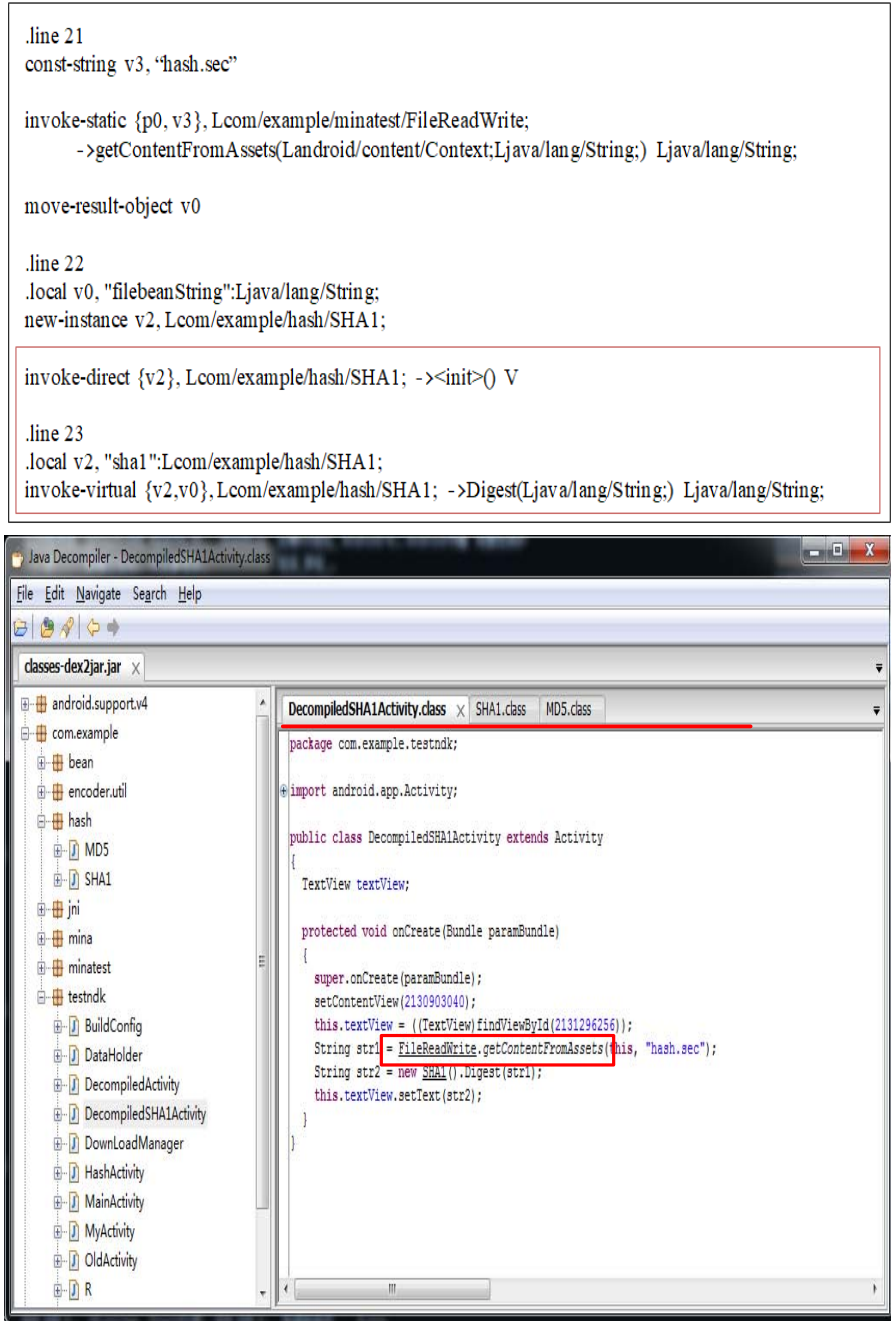 .line 21
const-string v3, “hash.sec”
invoke-static {p0, v3}, Lcom/example/minatest/FileReadWrite;
->getContentFromAssets(Landroid/content/Context;Ljava/lang/String;) Ljava/lang/String;
move-result-object v0
.line 22
.local v0, "filebeanString":Ljava/lang/String;
new-instance v2, Lcom/example/hash/SHA1;
invoke-direct {v2}, Lcom/example/hash/SHA1; -><init>() V
.line 23
.local v2, "sha1":Lcom/example/hash/SHA1;
invoke-virtual {v2,v0}, Lcom/example/hash/SHA1; ->Digest(Ljava/lang/String;) Ljava/lang/String;
Java Decompiler - DecompiledSHA1Activity.class
File Edit Navigate Search Help
classes-dex2jar.jar
android.support.v4
com.example
bean
encoder.util
hash
MD5
SHA1
jni
mina
minatest
testndk
BuildConfig
DataHolder
DecompiledActivity
DecompiledSHA1Activity
DownLoadManager
HashActivity
MainActivity
MyActivity
OldActivity
R
DecompiledSHA1Activity.class SHA1.class MD5.class
package com.example.testndk;
import android.app.Activity;
public class DecompiledSHA1Activity extends Activity
{
TextView textView;
protected void onCreate(Bundle paramBundle)
{
super.onCreate(paramBundle);
setContentView(2130903040);
this.textView = ((TextView)findViewById(2131296256));
String str1 = FileReadWrite.getContentFromAssets(this, "hash.sec");
String str2 = new SHA1().Digest(str1);
this.textView.setText(str2);
}
}